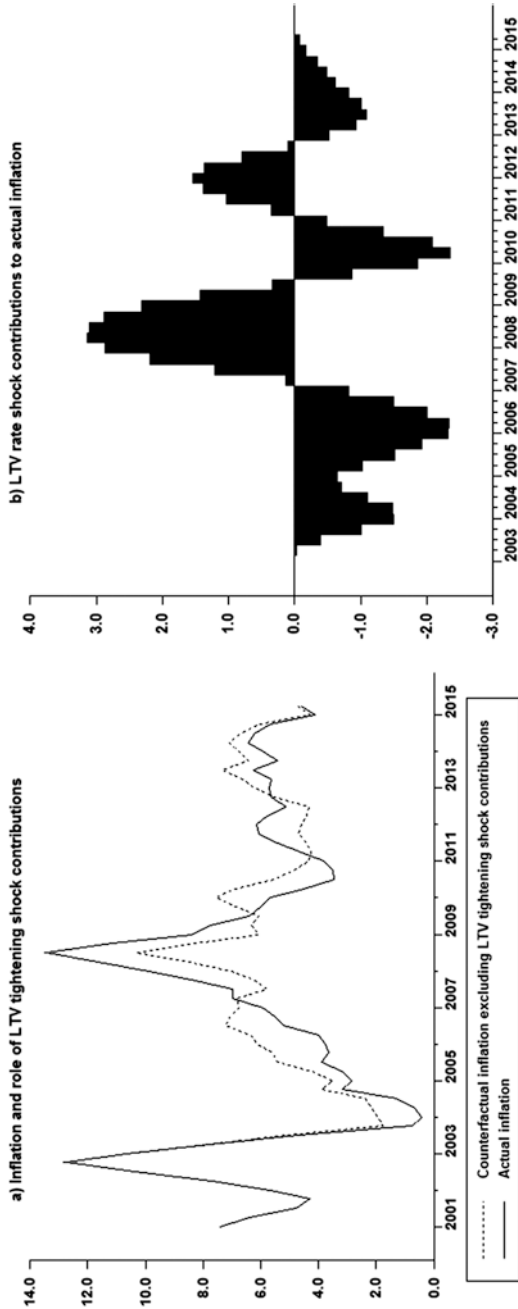 a) Inflation and role of LTV tightening shock contributions
14.0
12.0
10.0
8.0
6.0
4.0
2.0
0.0
2001 2003 2005 2007 2009 2011 2013 2015
Counterfactual inflation excluding LTV tightening shock contributions
Actual inflation
b) LTV rate shock contributions to actual inflation
4.0
3.0
2.0
1.0
0.0
-1.0
-2.0
-3.0
2003 2004 2005 2006 2007 2008 2009 2010 2011 2012 2013 2014 2015